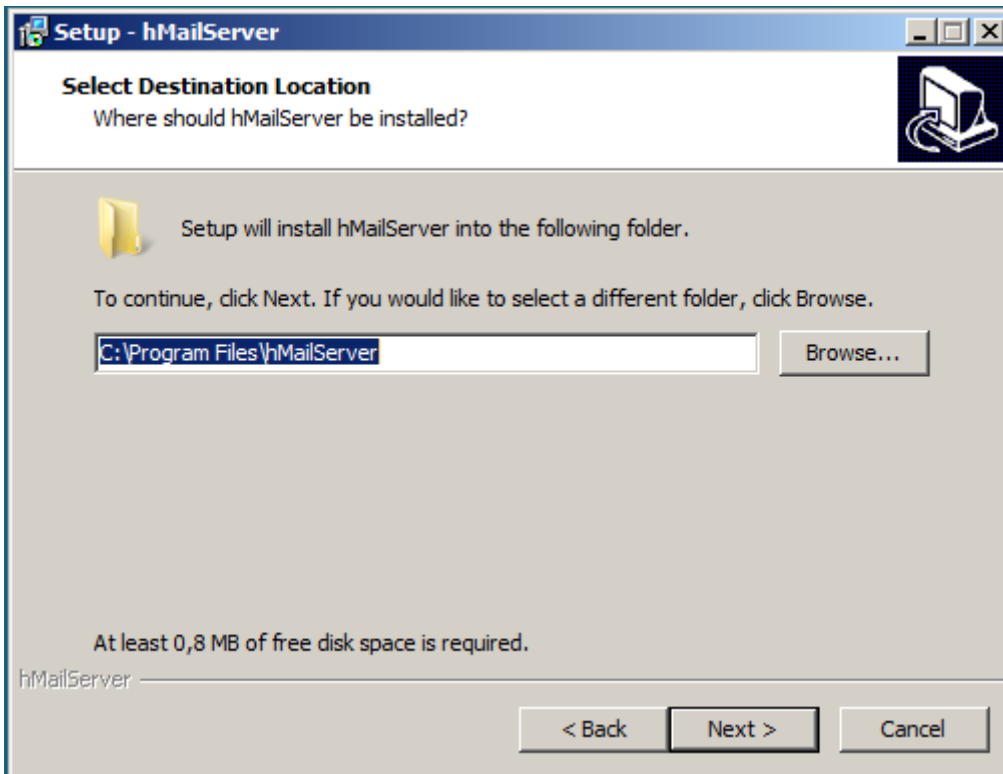 Setup - hMailServer
Select Destination Location
Where should hMailServer be installed?
Setup will install hMailServer into the following folder.
To continue, click Next. If you would like to select a different folder, click Browse.
C:\Program Files\hMailServer
Browse...
At least 0,8 MB of free disk space is required.
hMailServer
< Back
Next >
Cancel